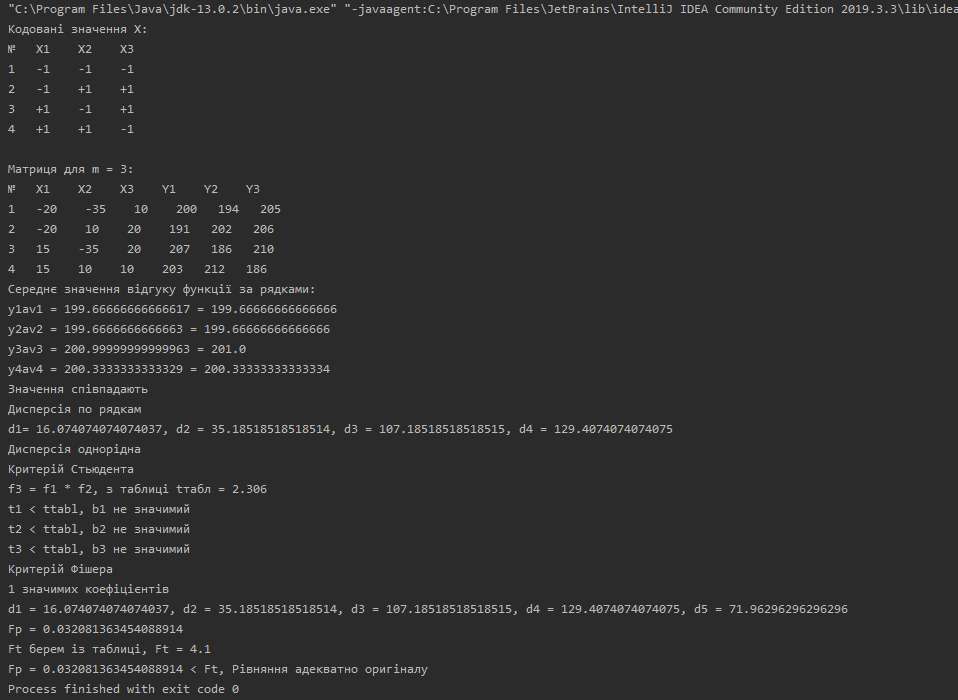 "C:\Program Files\Java\jdk-13.0.2\bin\java.exe" "-javaagent:C:\Program Files\JetBrains\IntelliJ IDEA Community Edition 2019.3.3\lib\idea
Кодовані значення X:
№ X1 X2 X3
1 -1 -1 -1
2 -1 +1 +1
3 +1 -1 +1
4 +1 +1 -1
Матриця для m = 3:
№ X1 X2 X3 Y1 Y2 Y3
1 -20 -35 10 200 194 205
2 -20 10 20 191 202 206
3 15 -35 20 207 186 210
4 15 10 10 203 212 186
Середнє значення відгуку функції за рядками:
y1av1 = 199.66666666666617 = 199.66666666666666
y2av2 = 199.6666666666663 = 199.66666666666666
y3av3 = 200.99999999999963 = 201.0
y4av4 = 200.3333333333329 = 200.33333333333334
Значення співпадають
Дисперсія по рядкам
d1= 16.074074074074037, d2 = 35.18518518518514, d3 = 107.18518518518515, d4 = 129.4074074074075
Дисперсія однорідна
Критерій Стьюдента
f3 = f1 * f2, з таблиці tтабл = 2.306
t1 < ttabl, b1 не значимий
t2 < ttabl, b2 не значимий
t3 < ttabl, b3 не значимий
Критерій Фішера
1 значимих коефіцієнтів
d1 = 16.074074074074037, d2 = 35.18518518518514, d3 = 107.18518518518515, d4 = 129.4074074074075, d5 = 71.96296296296296
Fp = 0.032081363454088914
Ft берем із таблиці, Ft = 4.1
Fp = 0.032081363454088914 < Ft, Рівняння адекватно оригіналу
Process finished with exit code 0